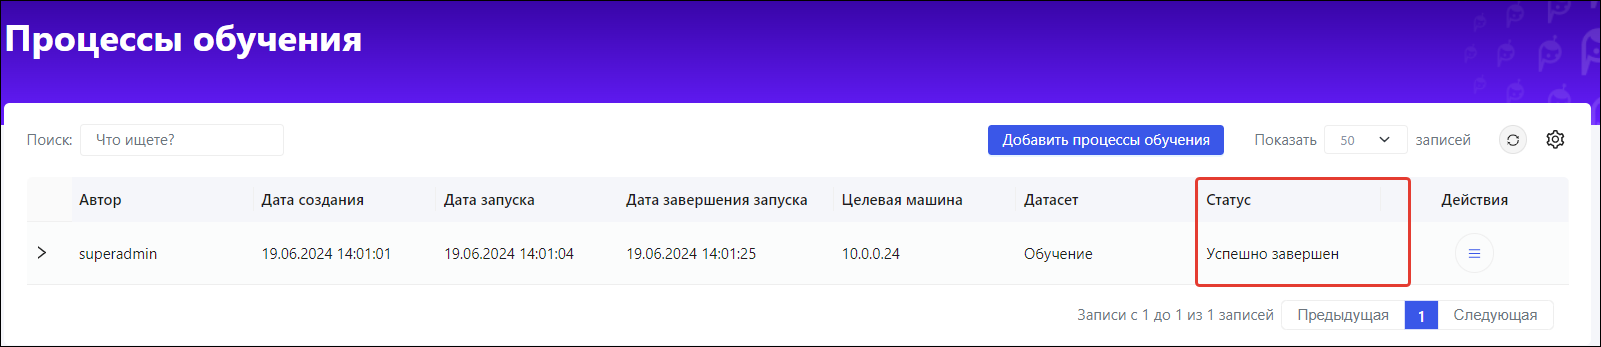 Процессы обучения
Поиск: Что ищете? Добавить процессы обучения Показать 50 записей
Автор Дата создания Дата запуска Дата завершения запуска Целевая машина Датасет Статус Действия
superadmin 19.06.2024 14:01:01 19.06.2024 14:01:04 19.06.2024 14:01:25 10.0.0.24 Обучение Успешно завершен
Записи с 1 до 1 из 1 записей Предыдущая 1 Следующая